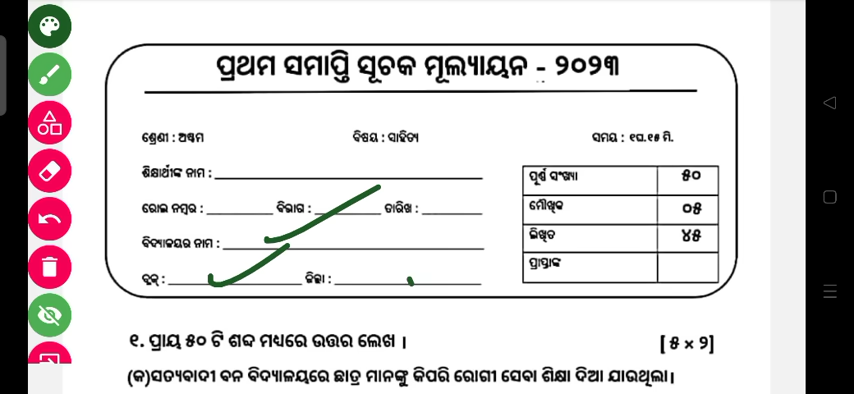 ପ୍ରଥମ ସମାପ୍ତି ସୂଚକ ମୂଲ୍ୟାୟନ - ୨୦୨୩
ଶ୍ରେଣୀ : ଅଷ୍ଟମ ବିଷୟ : ସାହିତ୍ୟ ସମୟ : ୧ଘ.୧୫ ମି.
ଶିକ୍ଷାର୍ଥୀଙ୍କ ନାମ :
ରୋଲ ନମ୍ବର : ବିଭାଗ : ତାରିଖ :
ବିଦ୍ୟାଳୟର ନାମ :
ବ୍ଲକ୍ : ଜିଲ୍ଲା :
ପୂର୍ଣ୍ଣ ସଂଖ୍ୟା ୫୦
ମୌଖିକ ୦୫
ଲିଖିତ ୪୫
ପ୍ରାପ୍ତାଙ୍କ
୧. ପ୍ରାୟ ୫୦ ଟି ଶବ୍ଦ ମଧ୍ୟରେ ଉତ୍ତର ଲେଖ । [ ୫ × ୨]
(କ)ସତ୍ୟବାଦୀ ବନ ବିଦ୍ୟାଳୟରେ ଛାତ୍ର ମାନଙ୍କୁ କିପରି ରୋଗୀ ସେବା ଶିକ୍ଷା ଦିଆ ଯାଉଥିଲା।